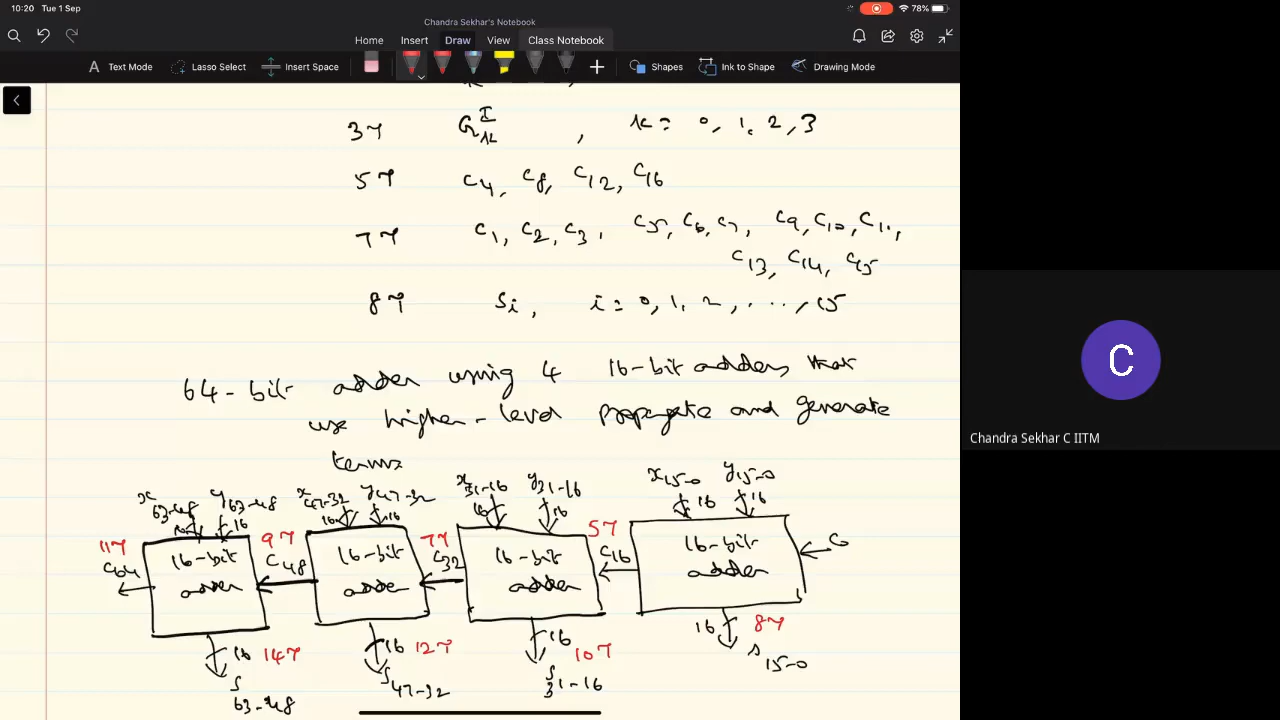 10:20 Tue 1 Sep
78%
Chandra Sekhar's Notebook
Home Insert Draw View Class Notebook
Text Mode Lasso Select Insert Space Shapes Ink to Shape Drawing Mode
3τ G^I_k , k = 0, 1, 2, 3
5τ C4, C8, C12, C16
7τ C1, C2, C3, C5, C6, C7, C9, C10, C11,
C13, C14, C15
8τ Si, i = 0, 1, 2, ..., 15
64-bit adder using 4 16-bit adders that
use higher-level propagate and generate
terms
x63-48 y63-48 x47-32 y47-32 x31-16 y31-16 x15-0 y15-0
16 16 16 16 16 16 16 16
11τ 9τ 7τ 5τ
C64 16-bit adder C48 16-bit adder C32 16-bit adder C16 16-bit adder C0
16 14τ 16 12τ 16 10τ 16 8τ
S63-48 S47-32 S31-16 s15-0
C
Chandra Sekhar C IITM